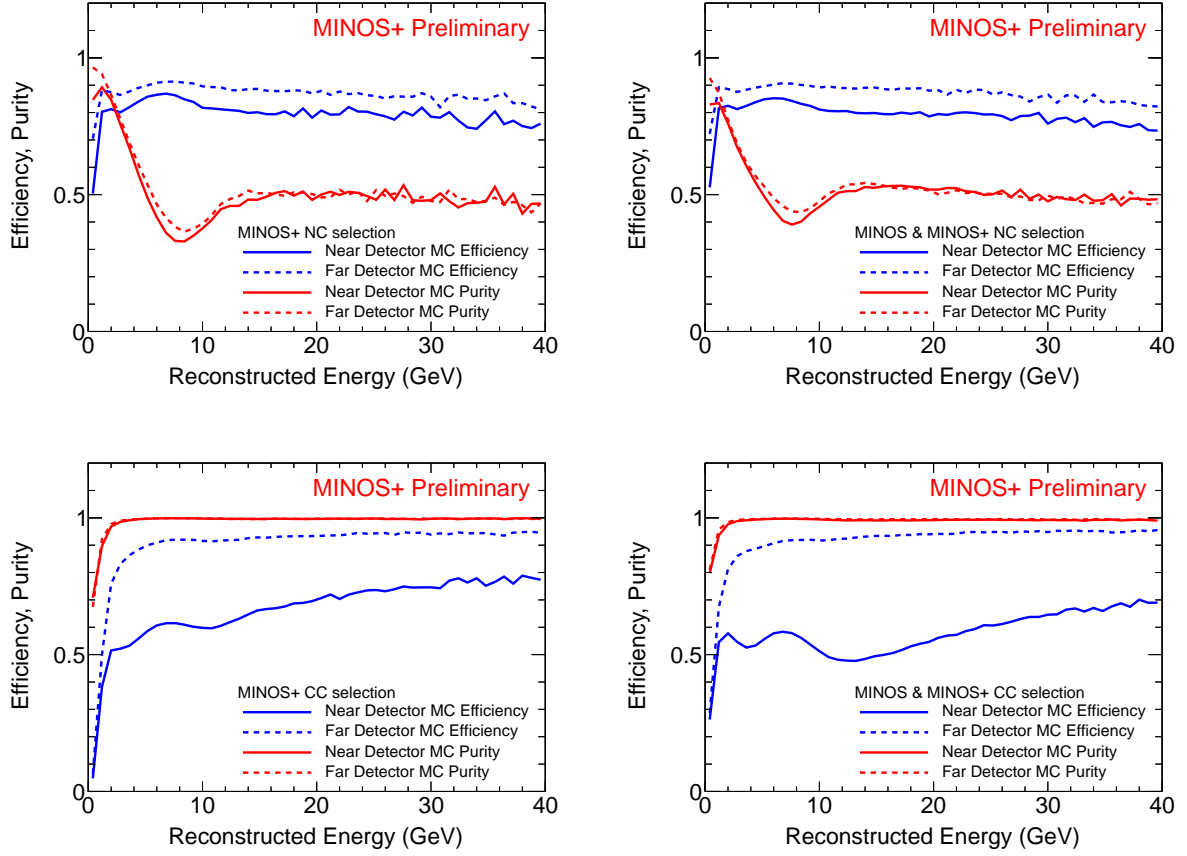 MINOS+ Preliminary
1
0.5
0
Efficiency, Purity
MINOS+ NC selection
Near Detector MC Efficiency
Far Detector MC Efficiency
Near Detector MC Purity
Far Detector MC Purity
0 10 20 30 40
Reconstructed Energy (GeV)
MINOS+ Preliminary
1
0.5
0
Efficiency, Purity
MINOS & MINOS+ NC selection
Near Detector MC Efficiency
Far Detector MC Efficiency
Near Detector MC Purity
Far Detector MC Purity
0 10 20 30 40
Reconstructed Energy (GeV)
MINOS+ Preliminary
1
0.5
0
Efficiency, Purity
MINOS+ CC selection
Near Detector MC Efficiency
Far Detector MC Efficiency
Near Detector MC Purity
Far Detector MC Purity
0 10 20 30 40
Reconstructed Energy (GeV)
MINOS+ Preliminary
1
0.5
0
Efficiency, Purity
MINOS & MINOS+ CC selection
Near Detector MC Efficiency
Far Detector MC Efficiency
Near Detector MC Purity
Far Detector MC Purity
0 10 20 30 40
Reconstructed Energy (GeV)